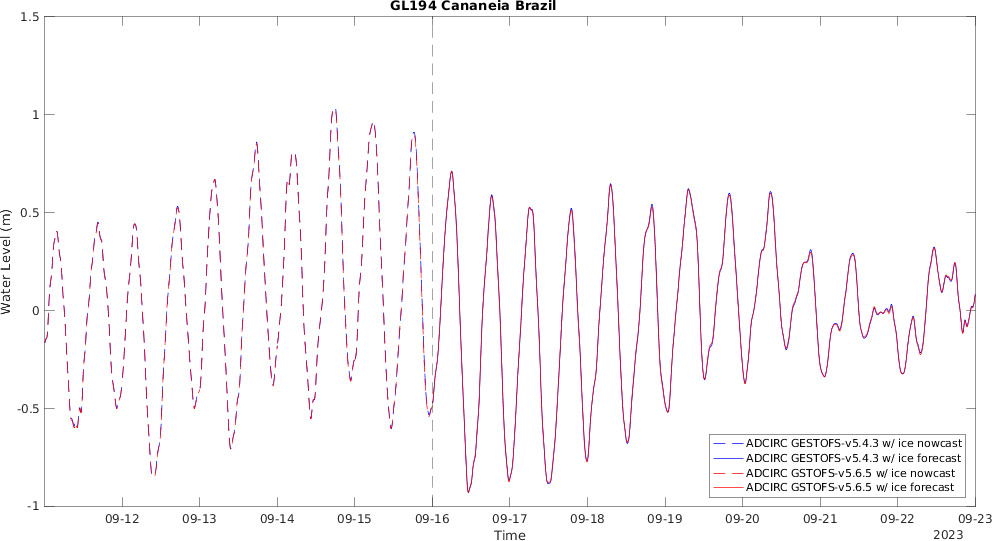 GL194 Cananeia Brazil
1.5
1
0.5
0
-0.5
-1
Water Level (m)
09-12 09-13 09-14 09-15 09-16 09-17 09-18 09-19 09-20 09-21 09-22 09-23
Time
2023
ADCIRC GESTOFS-v5.4.3 w/ ice nowcast
ADCIRC GESTOFS-v5.4.3 w/ ice forecast
ADCIRC GSTOFS-v5.6.5 w/ ice nowcast
ADCIRC GSTOFS-v5.6.5 w/ ice forecast